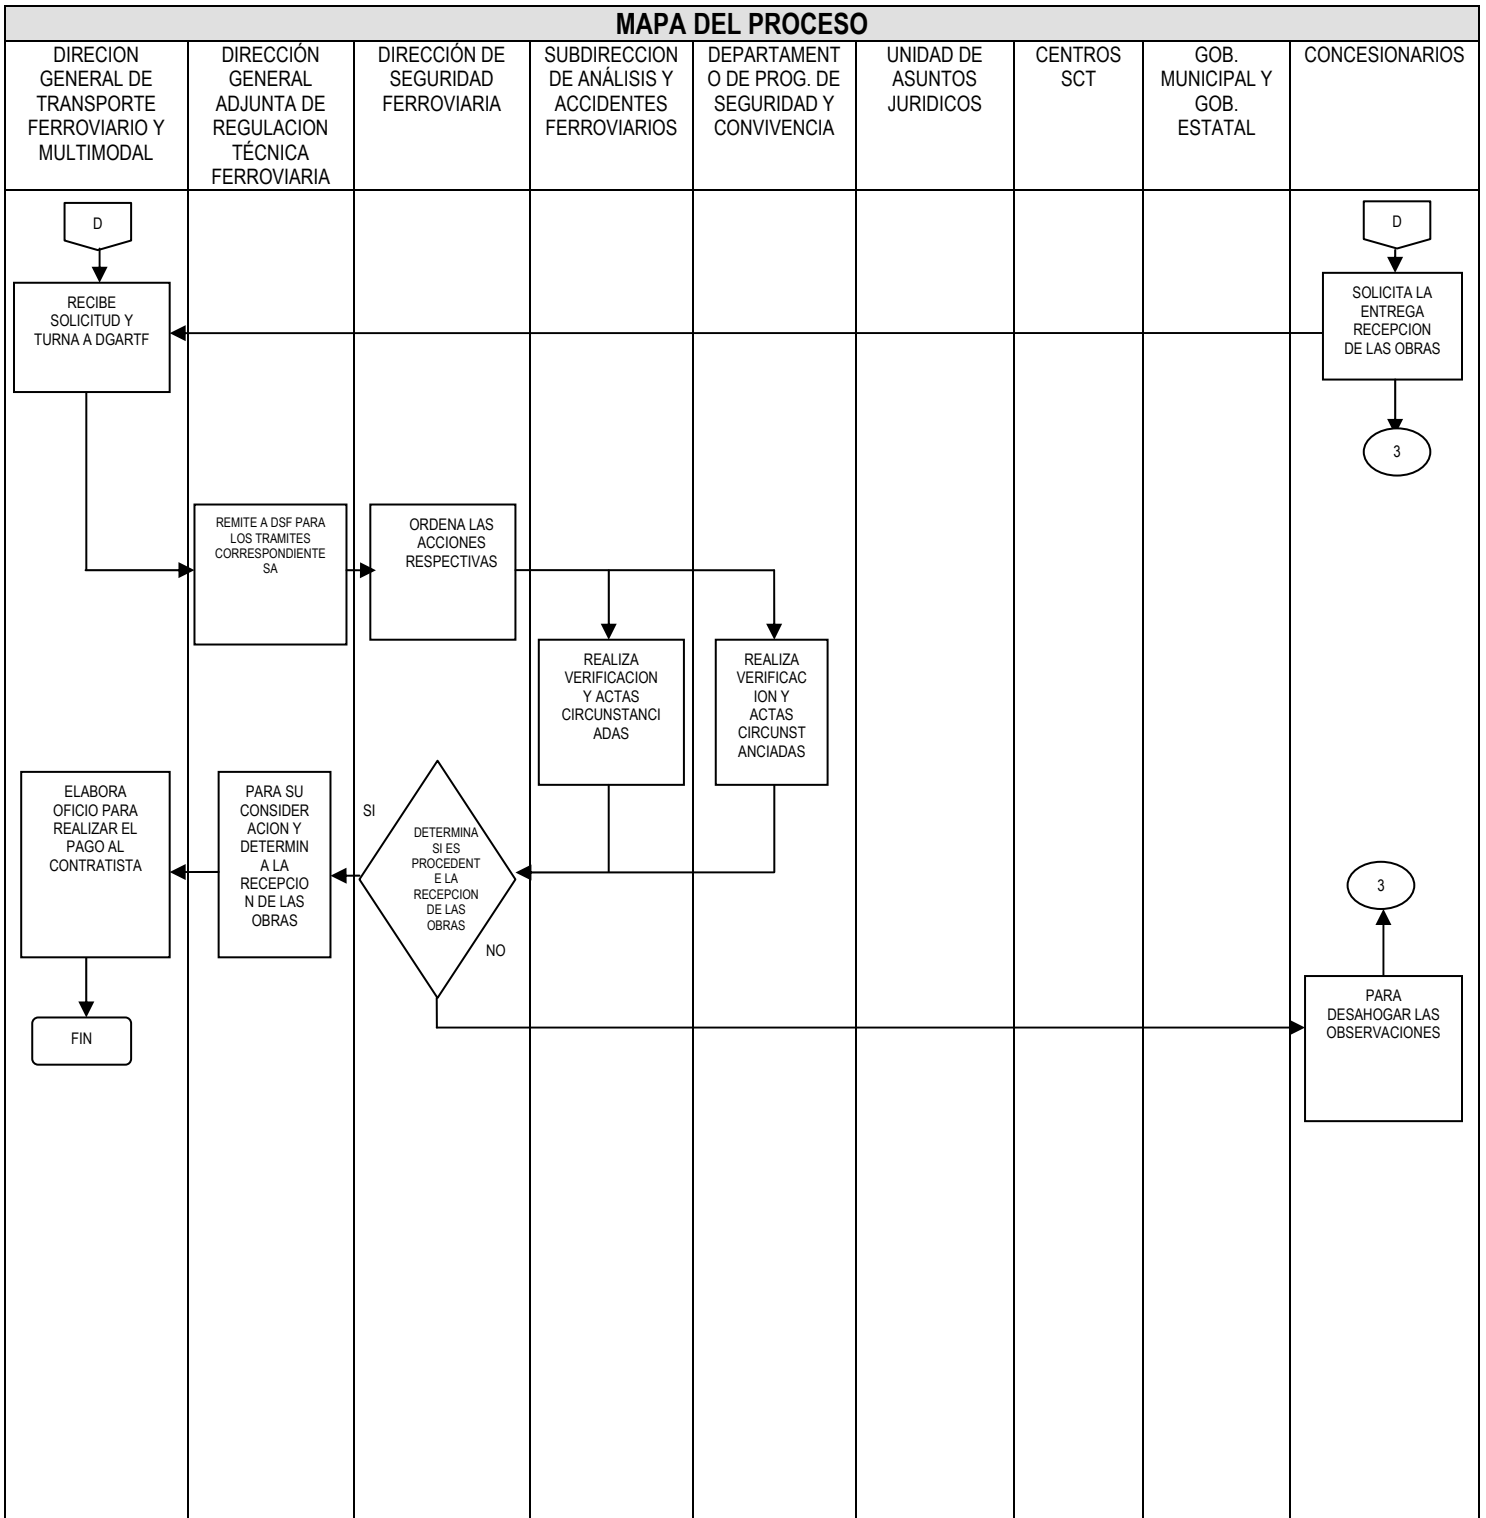 MAPA DEL PROCESO
DIRECION
GENERAL DE
TRANSPORTE
FERROVIARIO Y
MULTIMODAL
DIRECCIÓN
GENERAL
ADJUNTA DE
REGULACION
TÉCNICA
FERROVIARIA
DIRECCIÓN DE
SEGURIDAD
FERROVIARIA
SUBDIRECCION
DE ANÁLISIS Y
ACCIDENTES
FERROVIARIOS
DEPARTAMENT
O DE PROG. DE
SEGURIDAD Y
CONVIVENCIA
UNIDAD DE
ASUNTOS
JURIDICOS
CENTROS
SCT
GOB.
MUNICIPAL Y
GOB.
ESTATAL
CONCESIONARIOS
D
D
RECIBE
SOLICITUD Y
TURNA A DGARTF
SOLICITA LA
ENTREGA
RECEPCION
DE LAS OBRAS
3
REMITE A DSF PARA
LOS TRAMITES
CORRESPONDIENTE
SA
ORDENA LAS
ACCIONES
RESPECTIVAS
REALIZA
VERIFICACION
Y ACTAS
CIRCUNSTANCI
ADAS
REALIZA
VERIFICAC
ION Y
ACTAS
CIRCUNST
ANCIADAS
ELABORA
OFICIO PARA
REALIZAR EL
PAGO AL
CONTRATISTA
PARA SU
CONSIDER
ACION Y
DETERMIN
A LA
RECEPCIO
N DE LAS
OBRAS
SI
DETERMINA
SI ES
PROCEDENT
E LA
RECEPCION
DE LAS
OBRAS
NO
3
PARA
DESAHOGAR LAS
OBSERVACIONES
FIN